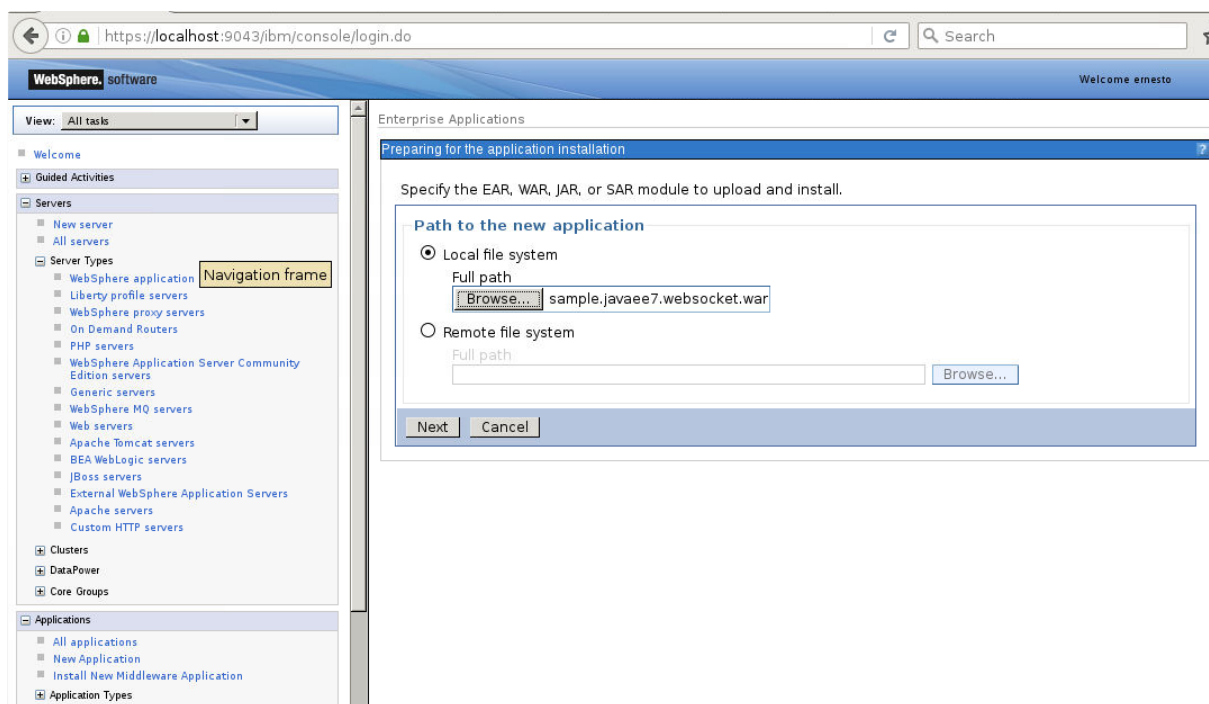 https://localhost:9043/ibm/console/login.do
Search
WebSphere. software
Welcome ernesto
View: All tasks
Welcome
Guided Activities
Servers
New server
All servers
Server Types
WebSphere application
Navigation frame
Liberty profile servers
WebSphere proxy servers
On Demand Routers
PHP servers
WebSphere Application Server Community
Edition servers
Generic servers
WebSphere MQ servers
Web servers
Apache Tomcat servers
BEA WebLogic servers
JBoss servers
External WebSphere Application Servers
Apache servers
Custom HTTP servers
Clusters
DataPower
Core Groups
Applications
All applications
New Application
Install New Middleware Application
Application Types
Enterprise Applications
Preparing for the application installation
?
Specify the EAR, WAR, JAR, or SAR module to upload and install.
Path to the new application
Local file system
Full path
Browse... sample.javaee7.websocket.war
Remote file system
Full path
Browse...
Next Cancel